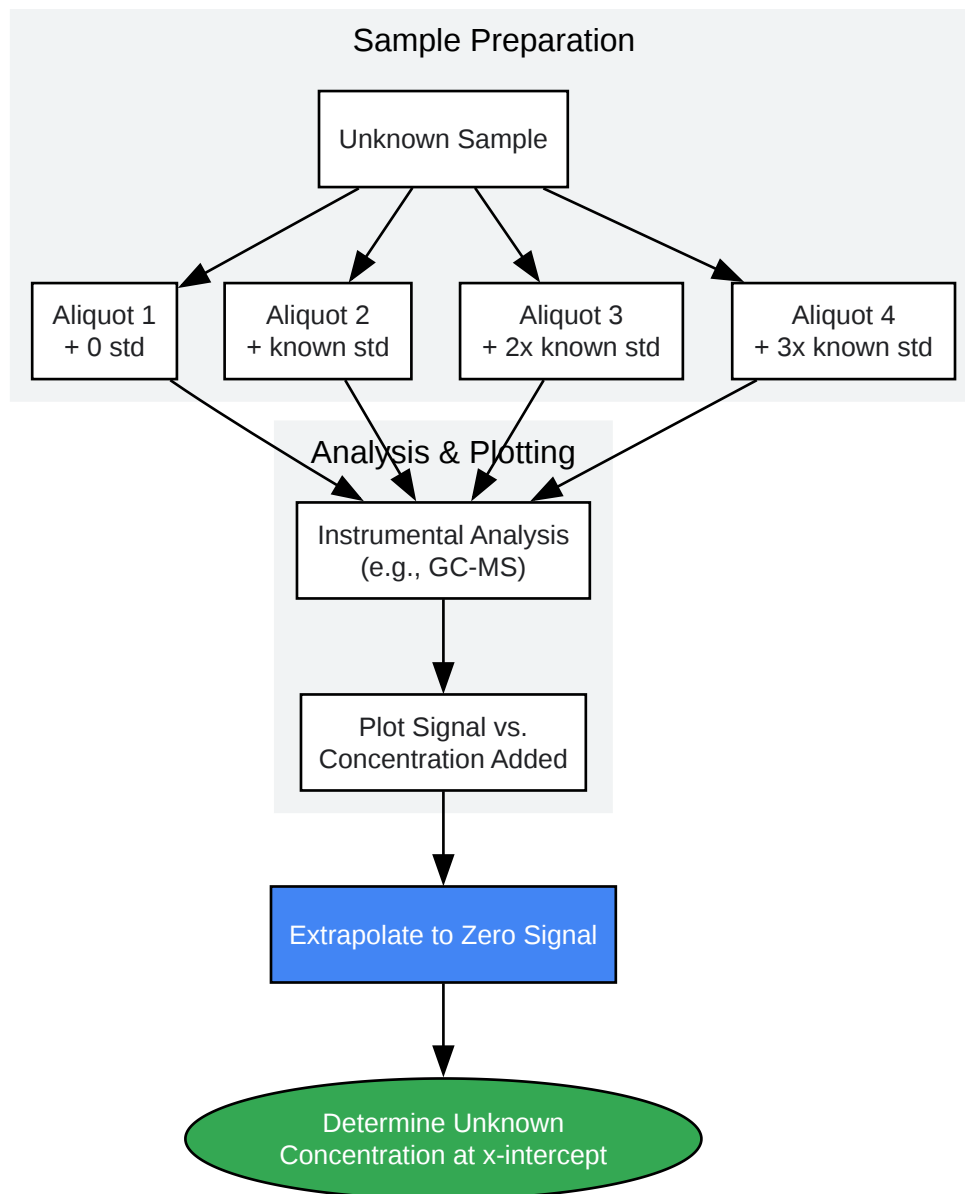 Sample Preparation
Unknown Sample
Aliquot 1
+ 0 std
Aliquot 2
+ known std
Aliquot 3
+ 2x known std
Aliquot 4
+ 3x known std
Analysis & Plotting
Instrumental Analysis
(e.g., GC-MS)
Plot Signal vs.
Concentration Added
Extrapolate to Zero Signal
Determine Unknown
Concentration at x-intercept